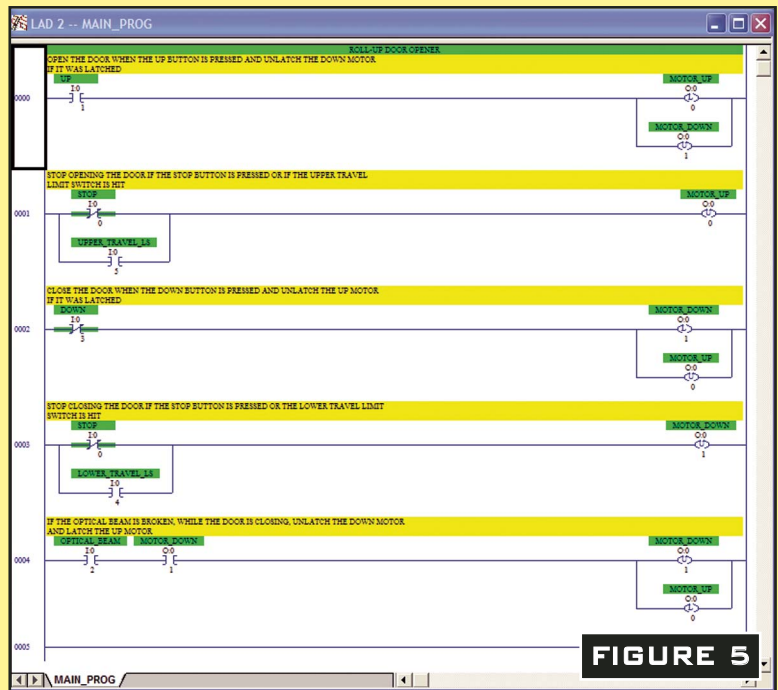 LAD 2 -- MAIN_PROG
ROLL-UP DOOR OPENER
OPEN THE DOOR WHEN THE UP BUTTON IS PRESSED AND UNLATCH THE DOWN MOTOR
IF IT WAS LATCHED
UP MOTOR_UP
I:0 O:0
0000 L
1 0
MOTOR_DOWN
O:0
U
1
STOP OPENING THE DOOR IF THE STOP BUTTON IS PRESSED OR IF THE UPPER TRAVEL
LIMIT SWITCH IS HIT
STOP MOTOR_UP
I:0 O:0
0001 U
0 0
UPPER_TRAVEL_LS
I:0
5
CLOSE THE DOOR WHEN THE DOWN BUTTON IS PRESSED AND UNLATCH THE UP MOTOR
IF IT WAS LATCHED
DOWN MOTOR_DOWN
I:0 O:0
0002 L
3 1
MOTOR_UP
O:0
U
0
STOP CLOSING THE DOOR IF THE STOP BUTTON IS PRESSED OR THE LOWER TRAVEL LIMIT
SWITCH IS HIT
STOP MOTOR_DOWN
I:0 O:0
0003 U
0 1
LOWER_TRAVEL_LS
I:0
4
IF THE OPTICAL BEAM IS BROKEN, WHILE THE DOOR IS CLOSING, UNLATCH THE DOWN MOTOR
AND LATCH THE UP MOTOR
OPTICAL_BEAM MOTOR_DOWN MOTOR_DOWN
I:0 O:0 O:0
0004 U
2 1 1
MOTOR_UP
O:0
L
0
0005
FIGURE 5
MAIN_PROG